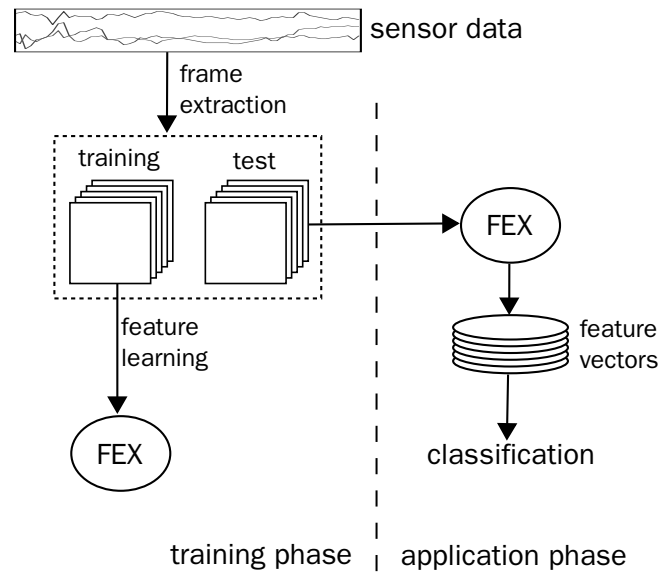 sensor data
frame
extraction
training
test
FEX
feature
learning
feature
vectors
FEX
classification
training phase
application phase